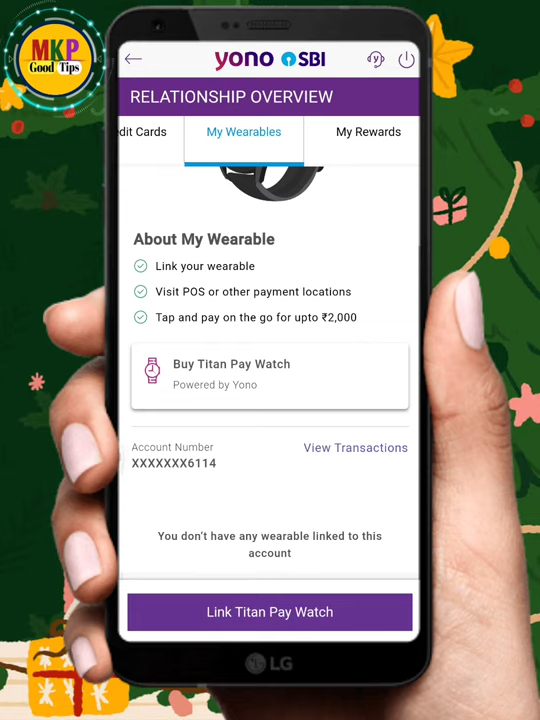 MKP
Good Tips
yono SBI
y
RELATIONSHIP OVERVIEW
edit Cards
My Wearables
My Rewards
About My Wearable
Link your wearable
Visit POS or other payment locations
Tap and pay on the go for upto ₹2,000
Buy Titan Pay Watch
Powered by Yono
Account Number
View Transactions
XXXXXXX6114
You don't have any wearable linked to this
account
Link Titan Pay Watch
LG